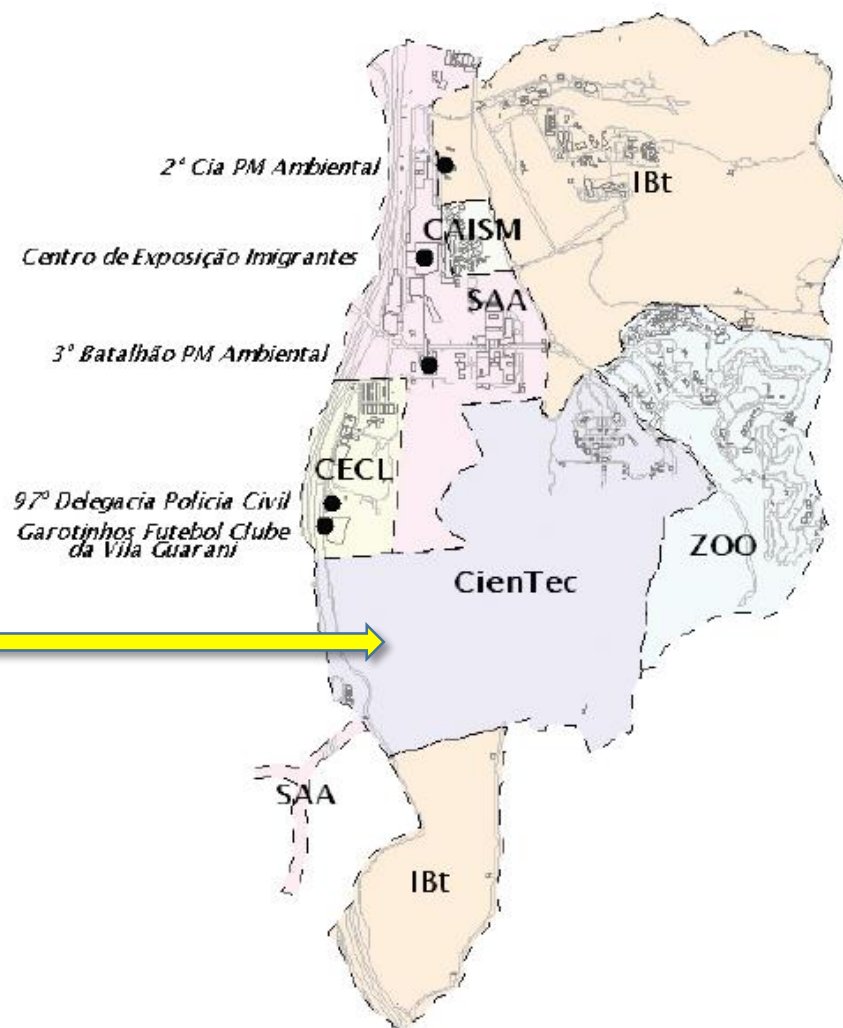 2ª Cia PM Ambiental
IBt
CAISM
Centro de Exposição Imigrantes
SAA
3º Batalhão PM Ambiental
CECL
97º Delegacia Policia Civil
Garotinhos Futebol Clube
da Vila Guarani
ZOO
CienTec
SAA
IBt